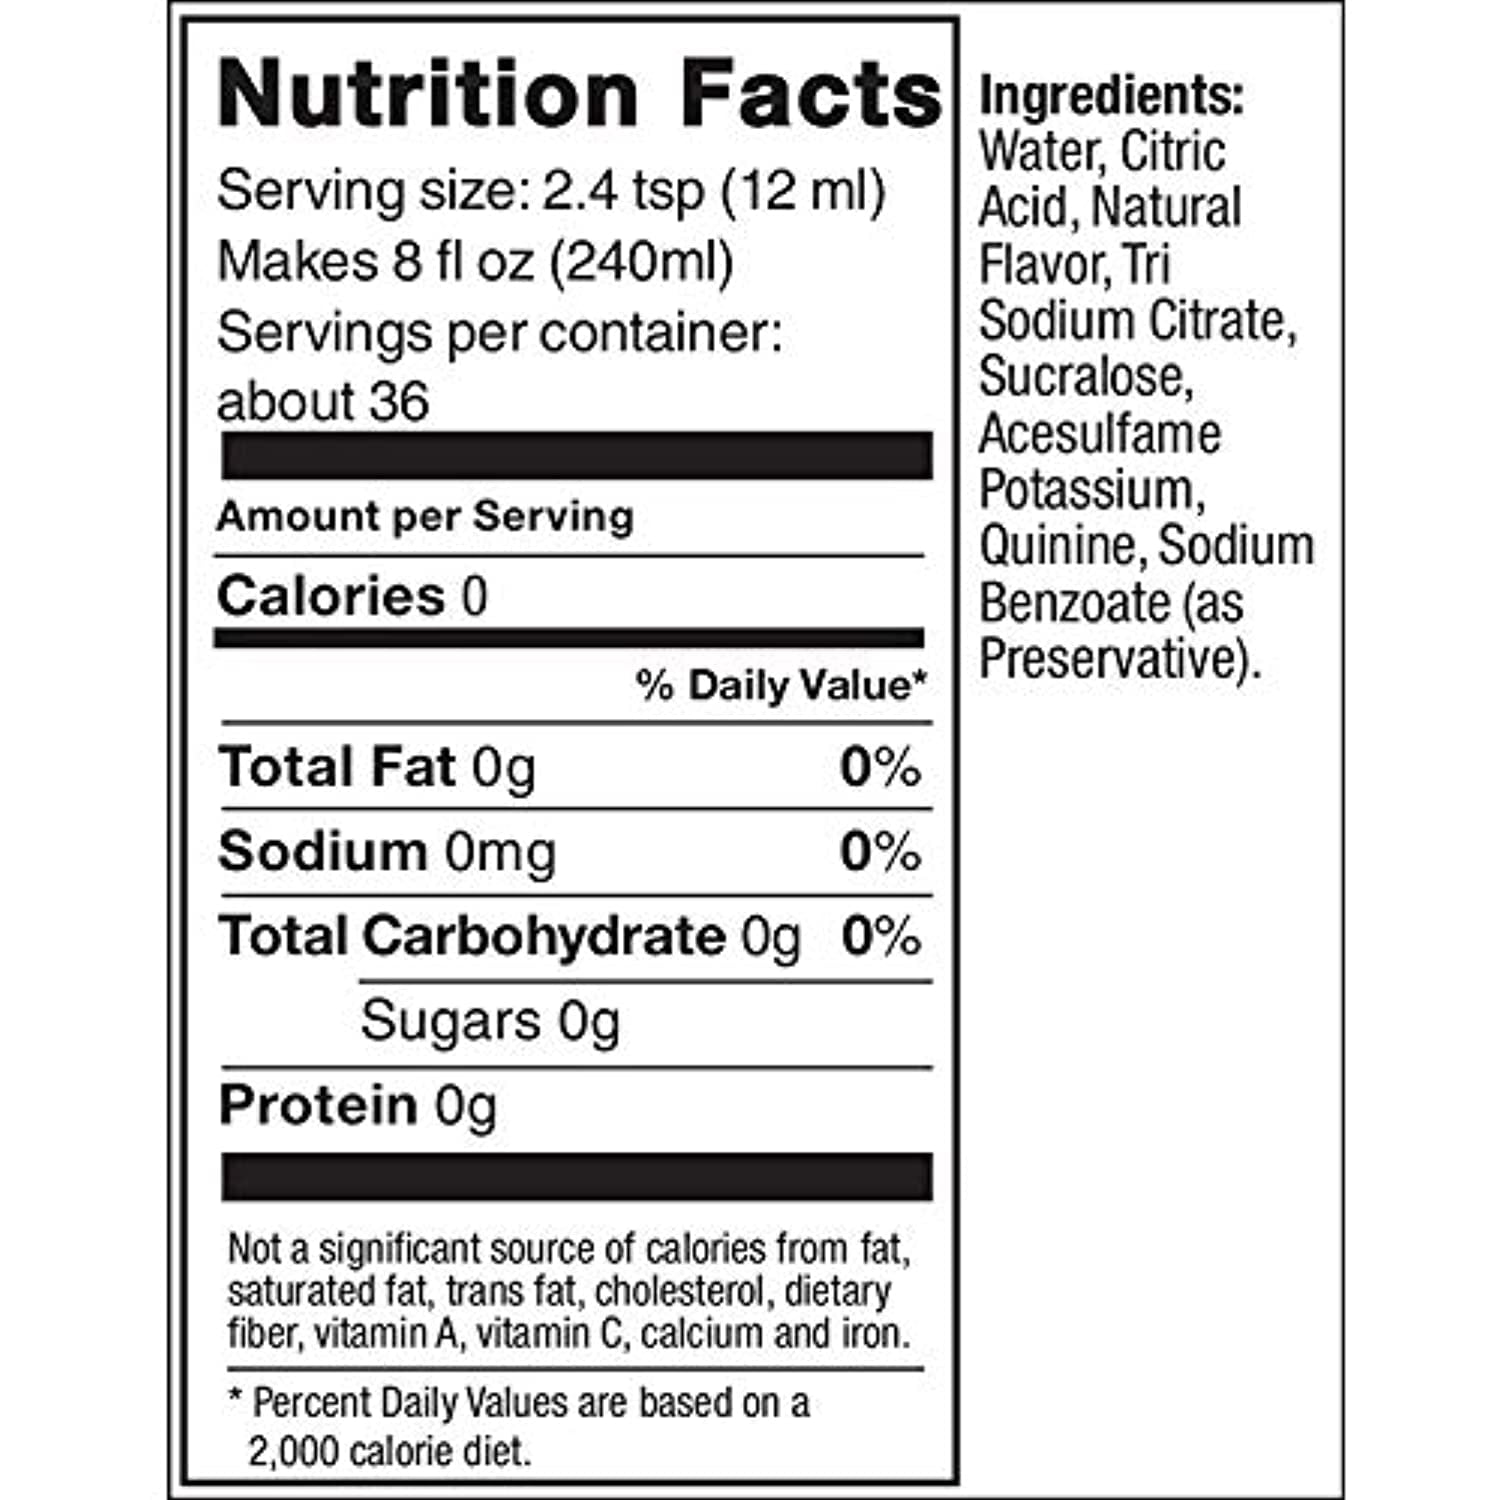 Nutrition Facts
Serving size: 2.4 tsp (12 ml)
Makes 8 fl oz (240ml)
Servings per container:
about 36
Amount per Serving
Calories 0
% Daily Value*
Total Fat 0g 0%
Sodium 0mg 0%
Total Carbohydrate 0g 0%
Sugars 0g
Protein 0g
Not a significant source of calories from fat,
saturated fat, trans fat, cholesterol, dietary
fiber, vitamin A, vitamin C, calcium and iron.
* Percent Daily Values are based on a
2,000 calorie diet.
Ingredients:
Water, Citric
Acid, Natural
Flavor, Tri
Sodium Citrate,
Sucralose,
Acesulfame
Potassium,
Quinine, Sodium
Benzoate (as
Preservative).